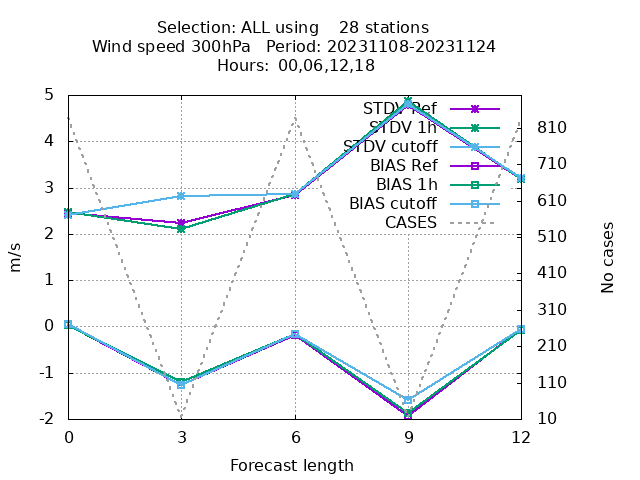 Selection: ALL using    28 stations
Wind speed 300hPa   Period: 20231108-20231124
Hours: 00,06,12,18
5
4
3
2
1
0
-1
-2
m/s
STDV Ref
STDV 1h
STDV cutoff
BIAS Ref
BIAS 1h
BIAS cutoff
CASES
810
710
610
510
410
310
210
110
10
No cases
0 3 6 9 12
Forecast length